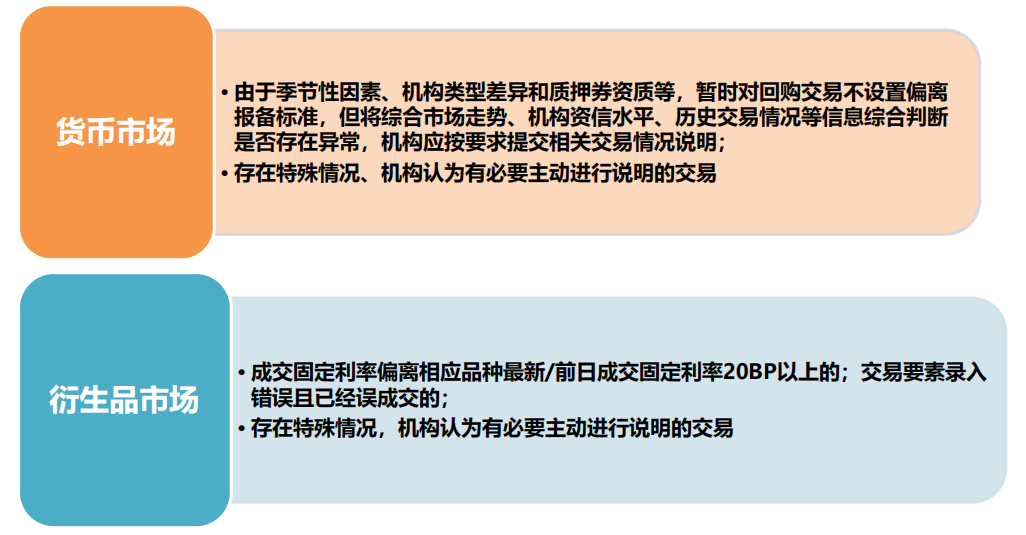 货币市场
• 由于季节性因素、机构类型差异和质押券资质等，暂时对回购交易不设置偏离
报备标准，但将综合市场走势、机构资信水平、历史交易情况等信息综合判断
是否存在异常，机构应按要求提交相关交易情况说明；
• 存在特殊情况、机构认为有必要主动进行说明的交易
衍生品市场
• 成交固定利率偏离相应品种最新/前日成交固定利率20BP以上的；交易要素录入
错误且已经误成交的；
• 存在特殊情况，机构认为有必要主动进行说明的交易